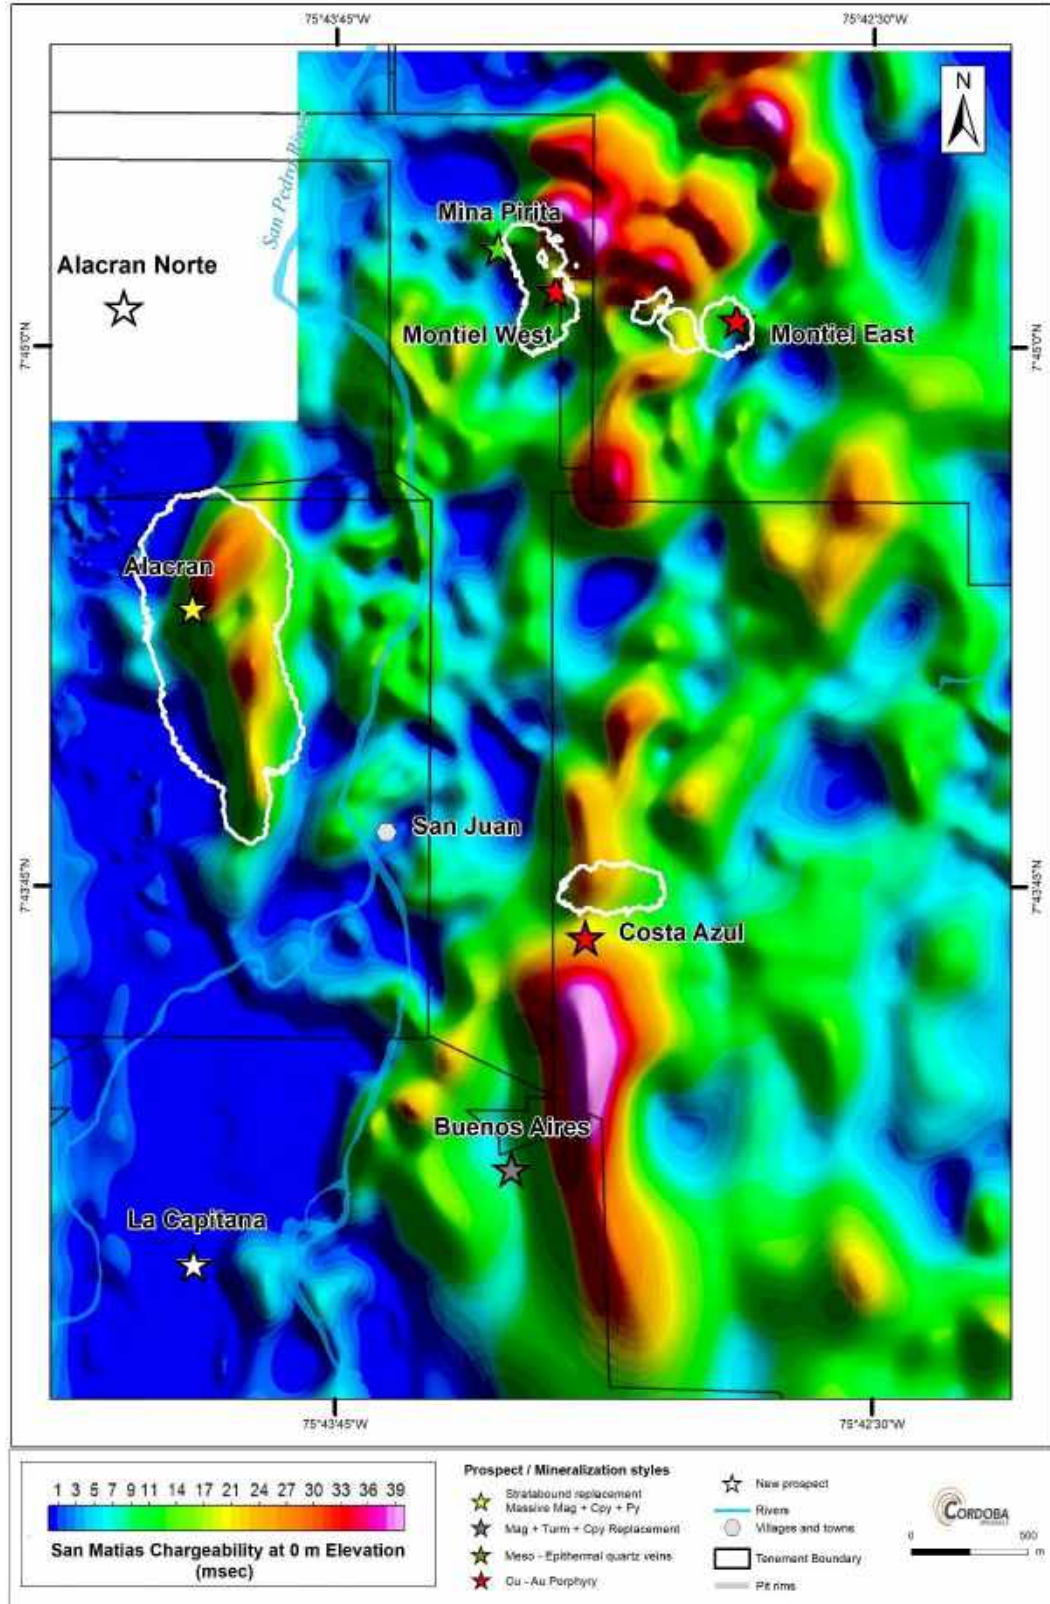 75°43'45"W
75°42'30"W
N
San Pedro River
Mina Pirita
Alacran Norte
Montiel West
Montiel East
7°45'0"N
7°45'0"N
Alacran
San Juan
7°43'45"N
7°43'45"N
Costa Azul
Buenos Aires
La Capitana
75°43'45"W
75°42'30"W
1 3 5 7 9 11 14 17 21 24 27 30 33 36 39
San Matias Chargeability at 0 m Elevation
(msec)
Prospect / Mineralization styles
Stratabound replacement
Massive Mag + Cpy + Py
Mag + Turm + Cpy Replacement
Meso - Epithermal quartz veins
Cu - Au Porphyry
New prospect
Rivers
Villages and towns
Tenement Boundary
Pit rims
CORDOBA
MINERALS
0 500
m